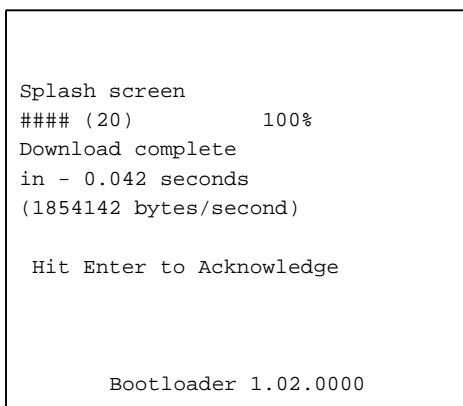 Splash screen
#### (20) 100%
Download complete
in - 0.042 seconds
(1854142 bytes/second)
Hit Enter to Acknowledge
Bootloader 1.02.0000